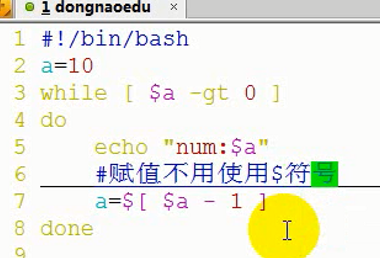 1 dongnaoedu ×
1 #!/bin/bash
2 a=10
3 while [ $a -gt 0 ]
4 do
5 echo "num:$a"
6 #赋值不用使用$符号
7 a=$[ $a - 1 ]
8 done
9